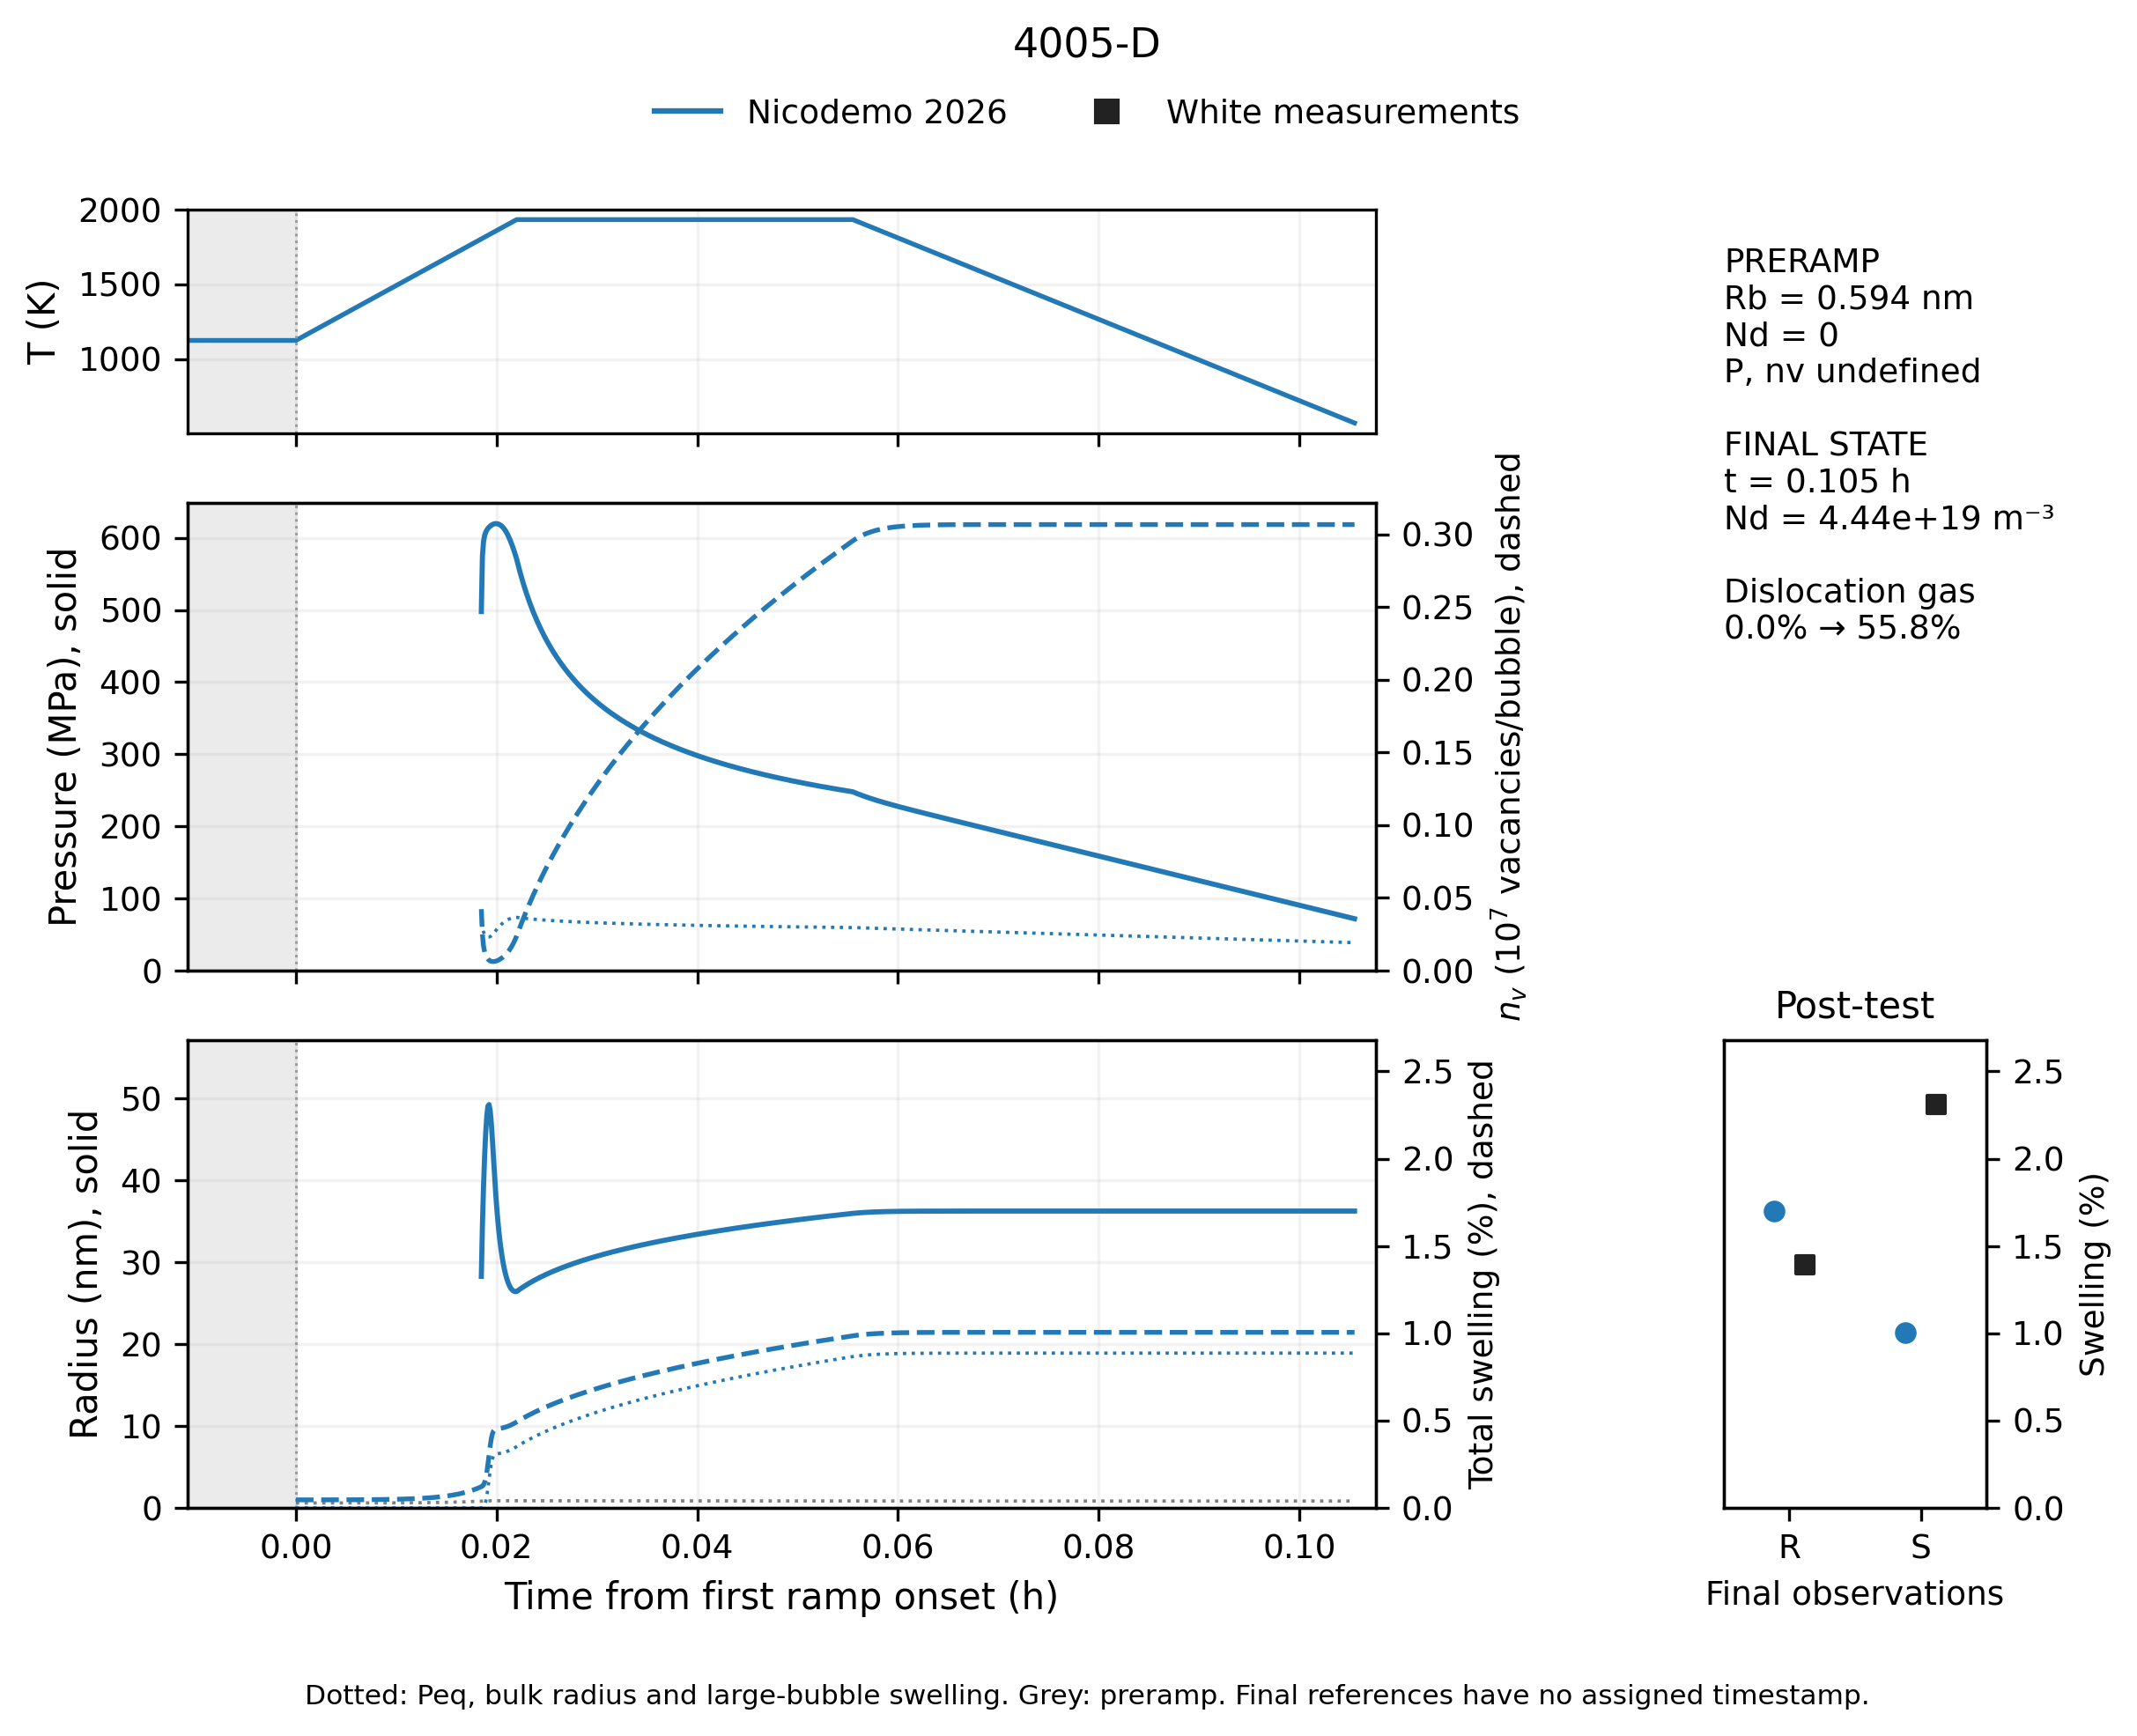 4005-D
Nicodemo 2026
White measurements
2000
1500
1000
T (K)
PRERAMP
Rb = 0.594 nm
Nd = 0
P, nv undefined
FINAL STATE
t = 0.105 h
Nd = 4.44e+19 m⁻³
Dislocation gas
0.0% → 55.8%
600
500
400
300
200
100
0
Pressure (MPa), solid
0.30
0.25
0.20
0.15
0.10
0.05
0.00
nᵥ (10⁷ vacancies/bubble), dashed
50
40
30
20
10
0
Radius (nm), solid
2.5
2.0
1.5
1.0
0.5
0.0
Total swelling (%), dashed
0.00 0.02 0.04 0.06 0.08 0.10
Time from first ramp onset (h)
Post-test
2.5
2.0
1.5
1.0
0.5
0.0
Swelling (%)
R S
Final observations
Dotted: Peq, bulk radius and large-bubble swelling. Grey: preramp. Final references have no assigned timestamp.